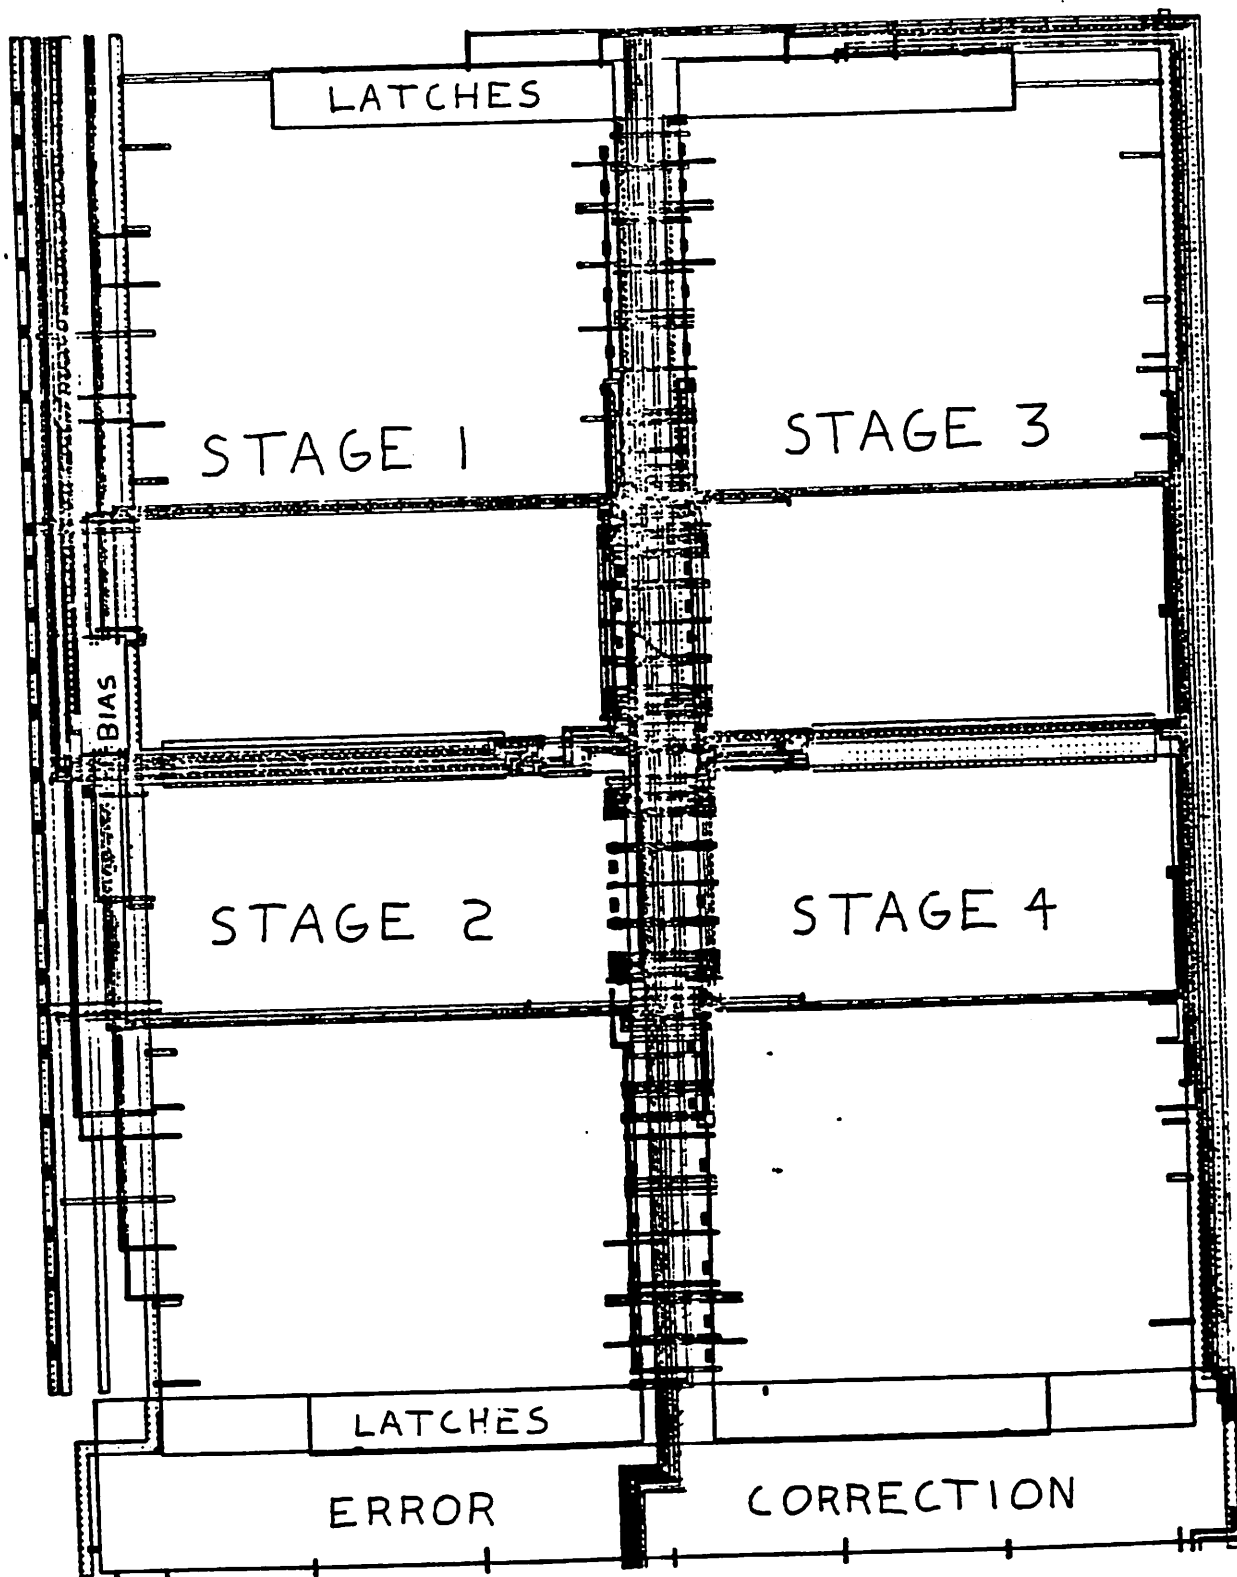 LATCHES
STAGE 1
STAGE 3
BIAS
STAGE 2
STAGE 4
LATCHES
ERROR CORRECTION